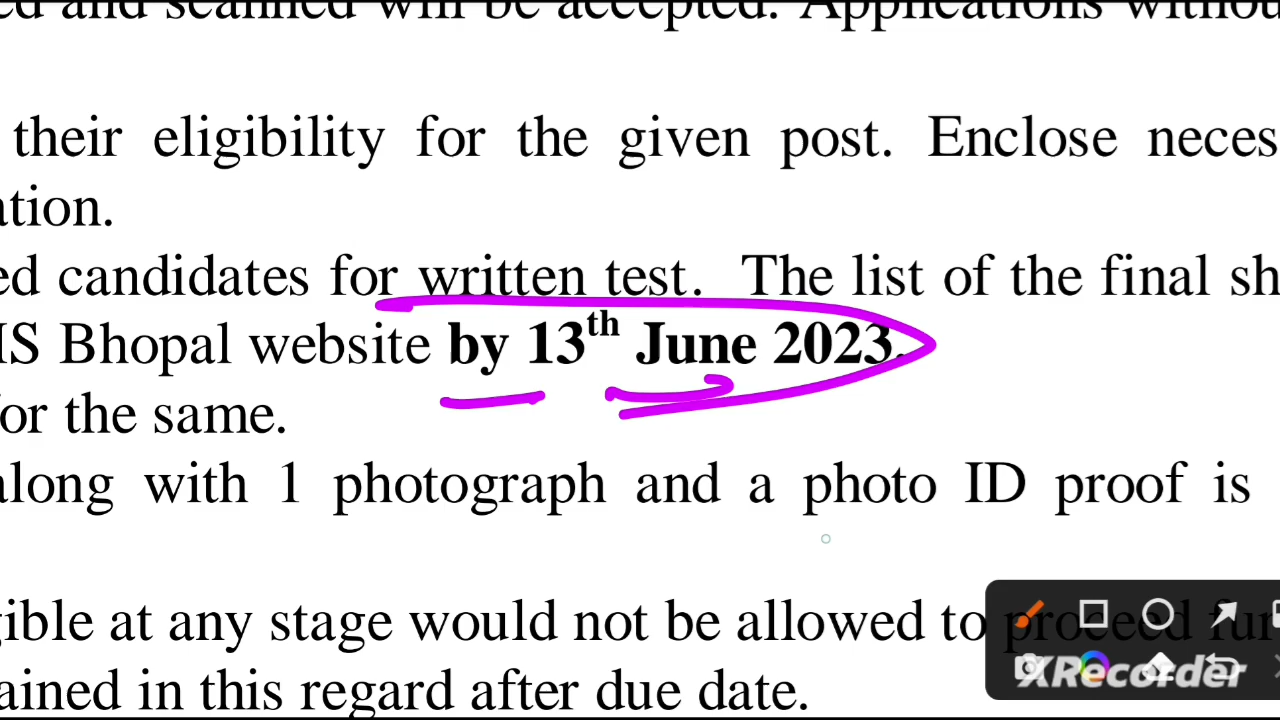 ed and scanned will be accepted. Applications withou
their eligibility for the given post. Enclose neces
ation.
ed candidates for written test. The list of the final sh
IS Bhopal website by 13th June 2023.
for the same.
along with 1 photograph and a photo ID proof is
gible at any stage would not be allowed to proceed fur
ained in this regard after due date.
XRecorder